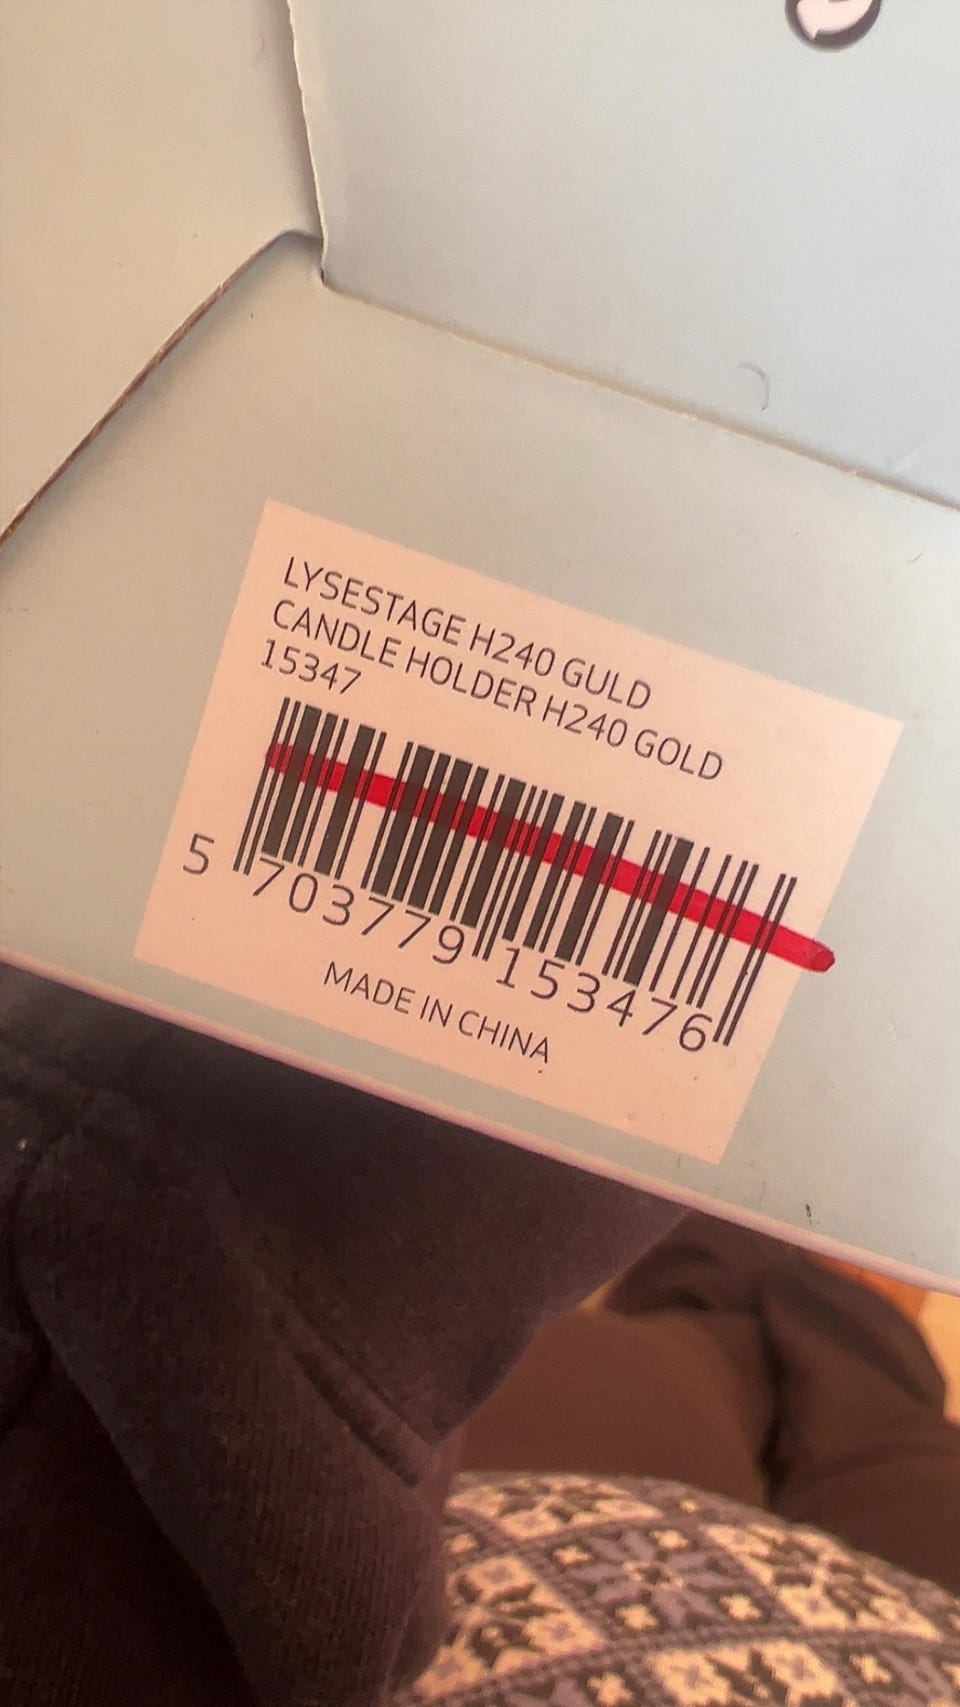 LYSESTAGE H240 GULD
CANDLE HOLDER H240 GOLD
15347
5 703779 153476
MADE IN CHINA